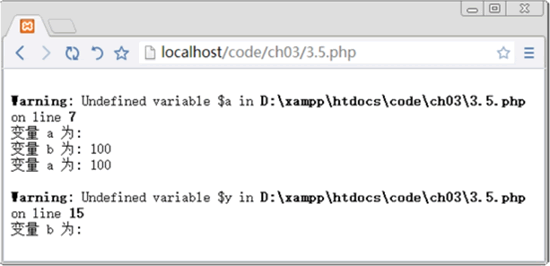 localhost/code/ch03/3.5.php
Warning: Undefined variable $a in D:\xampp\htdocs\code\ch03\3.5.php
on line 7
变量 a 为:
变量 b 为: 100
变量 a 为: 100
Warning: Undefined variable $y in D:\xampp\htdocs\code\ch03\3.5.php
on line 15
变量 b 为: